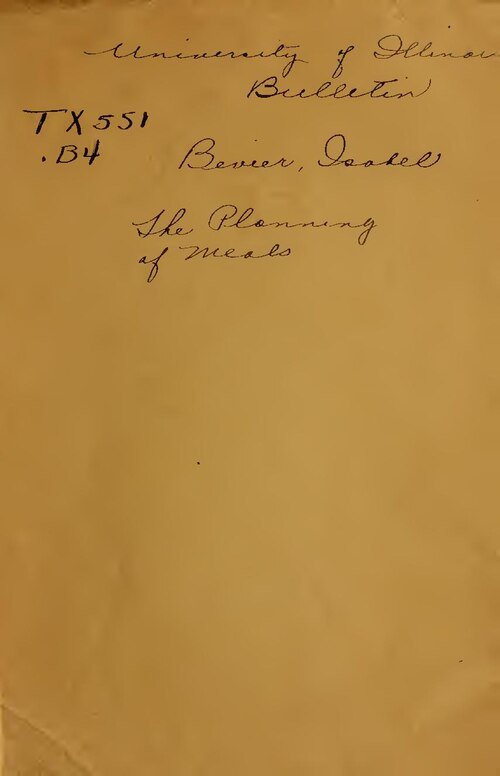 University of Illinois
Bulletin
TX551
.B4
Bevier, Isabel
The Planning
of Meals